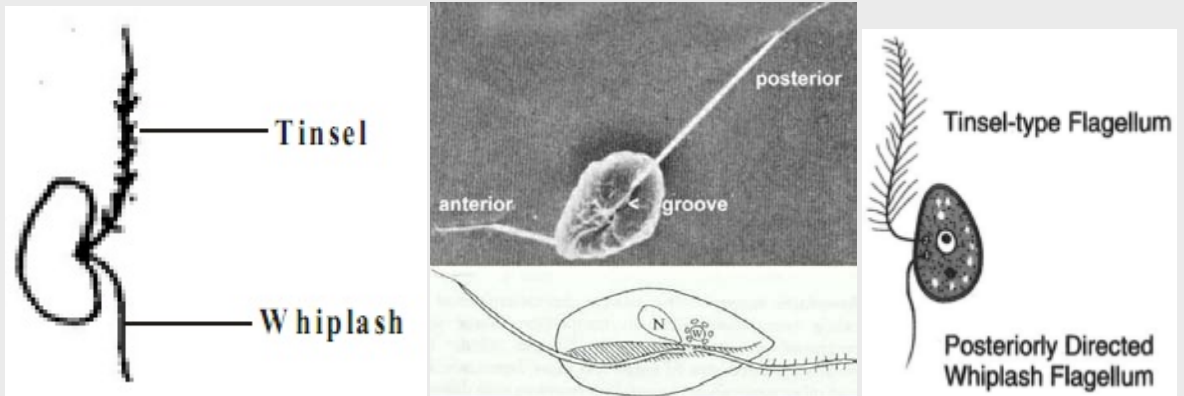 Tinsel
Whiplash
posterior
anterior
< groove
N
W
Tinsel-type Flagellum
Posteriorly Directed
Whiplash Flagellum